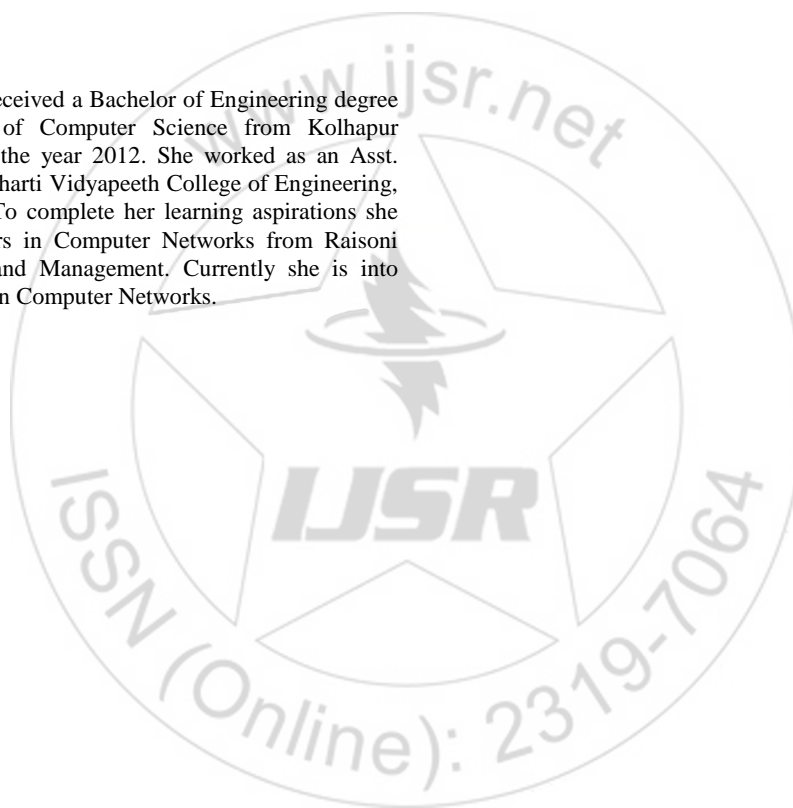 www.ijsr.net
eceived a Bachelor of Engineering degree
of Computer Science from Kolhapur
the year 2012. She worked as an Asst.
harti Vidyapeeth College of Engineering,
To complete her learning aspirations she
rs in Computer Networks from Raisoni
and Management. Currently she is into
n Computer Networks.
IJSR
ISSN (Online): 2319-7064